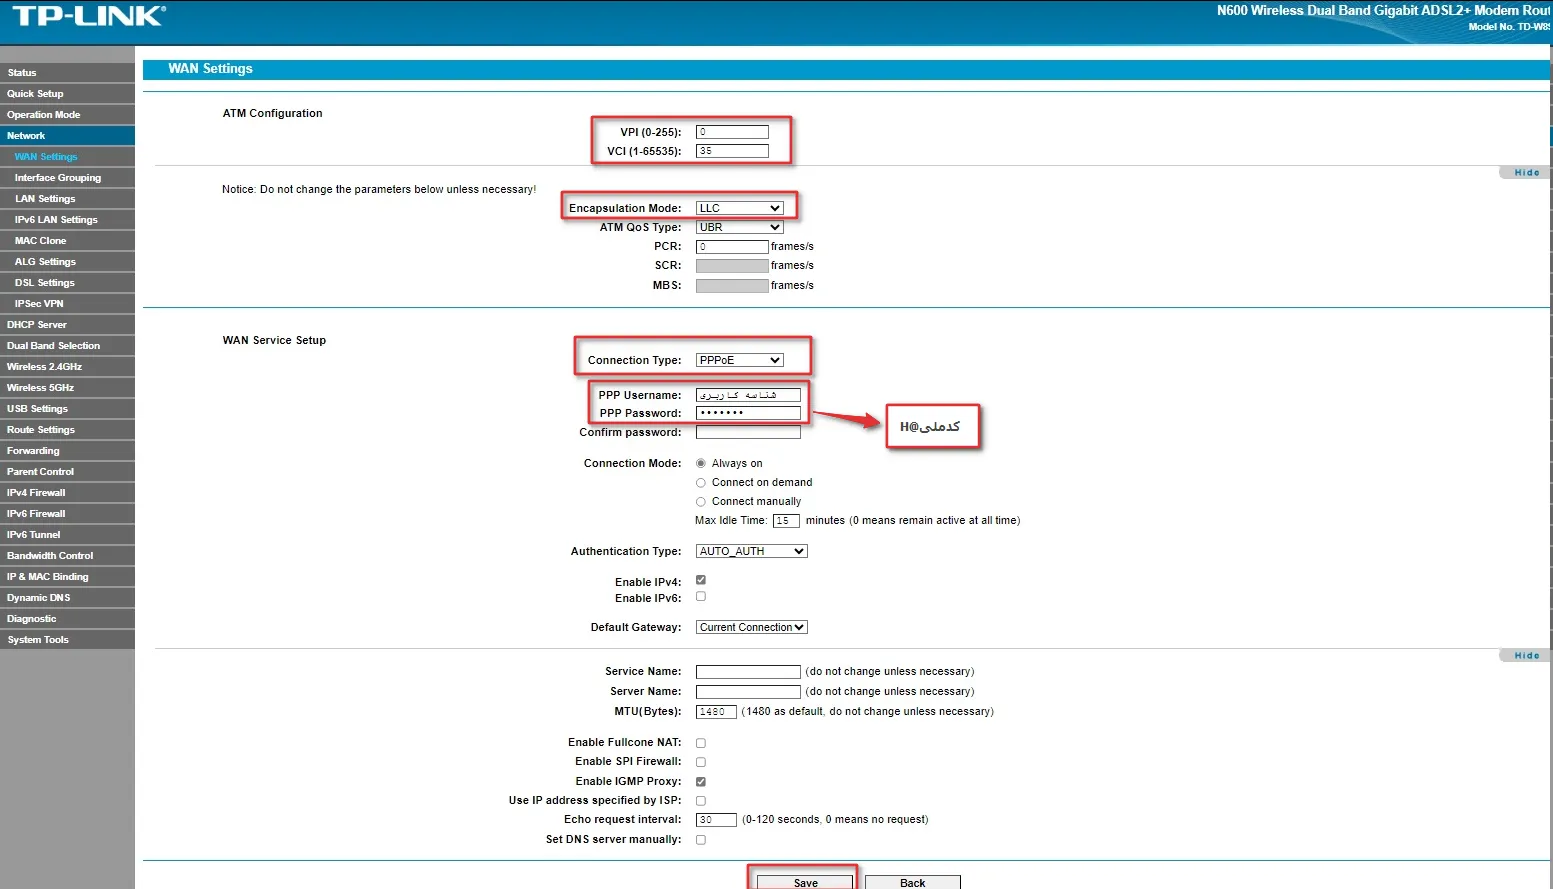 TP-LINK®
N600 Wireless Dual Band Gigabit ADSL2+ Modem Rout
Model No. TD-W89
Status
Quick Setup
Operation Mode
Network
WAN Settings
Interface Grouping
LAN Settings
IPv6 LAN Settings
MAC Clone
ALG Settings
DSL Settings
IPSec VPN
DHCP Server
Dual Band Selection
Wireless 2.4GHz
Wireless 5GHz
USB Settings
Route Settings
Forwarding
Parent Control
IPv4 Firewall
IPv6 Firewall
IPv6 Tunnel
Bandwidth Control
IP & MAC Binding
Dynamic DNS
Diagnostic
System Tools
WAN Settings
ATM Configuration
VPI (0-255): 0
VCI (1-65535): 35
Hide
Notice: Do not change the parameters below unless necessary!
Encapsulation Mode: LLC
ATM QoS Type: UBR
PCR: 0 frames/s
SCR: frames/s
MBS: frames/s
WAN Service Setup
Connection Type: PPPoE
PPP Username: شناسه کاربری
PPP Password: •••••••
کدملی@H
Confirm password:
Connection Mode: Always on
Connect on demand
Connect manually
Max Idle Time: 15 minutes (0 means remain active at all time)
Authentication Type: AUTO_AUTH
Enable IPv4:
Enable IPv6:
Default Gateway: Current Connection
Hide
Service Name: (do not change unless necessary)
Server Name: (do not change unless necessary)
MTU(Bytes): 1480 (1480 as default, do not change unless necessary)
Enable Fullcone NAT:
Enable SPI Firewall:
Enable IGMP Proxy:
Use IP address specified by ISP:
Echo request interval: 30 (0-120 seconds, 0 means no request)
Set DNS server manually:
Save Back